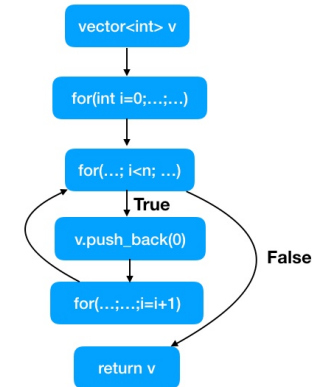 vector<int> v
for(int i=0;...;...)
for(...; i<n; ...)
True
v.push_back(0)
False
for(...;...;i=i+1)
return v